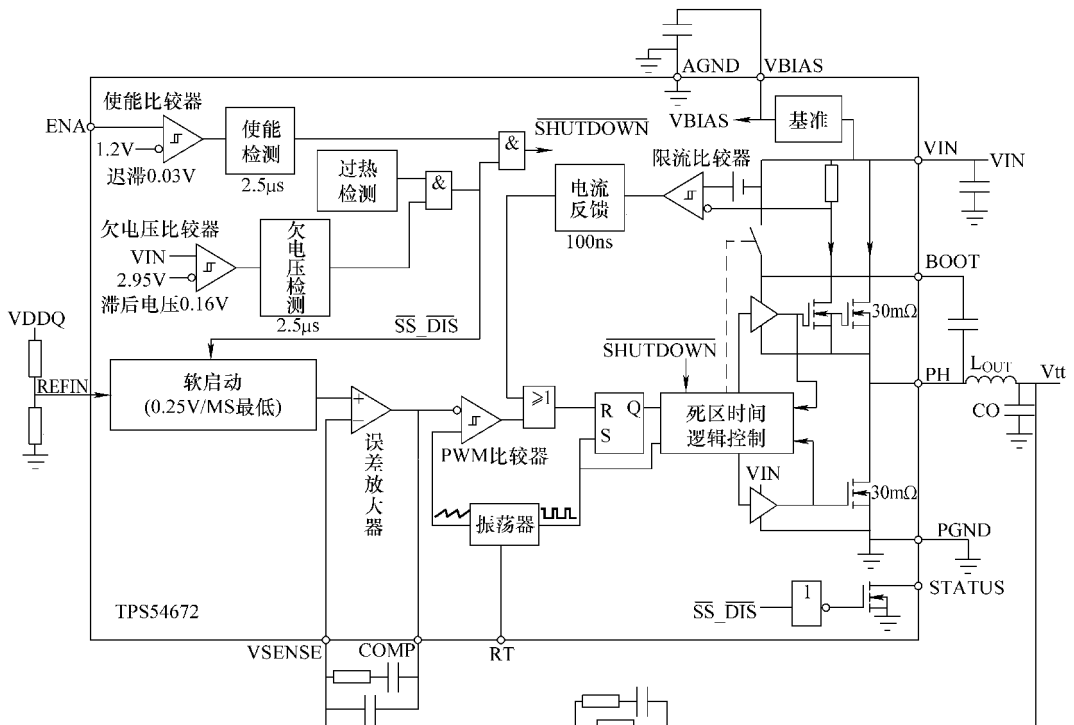 AGND
VBIAS
使能比较器
ENA
1.2V
迟滞0.03V
使能
检测
2.5μs
过热
检测
&
&
SHUTDOWN
VBIAS
基准
VIN
VIN
限流比较器
电流
反馈
100ns
欠电压比较器
VIN
2.95V
滞后电压0.16V
欠电压检测
2.5μs
BOOT
30mΩ
VDDQ
REFIN
SS_DIS
软启动
(0.25V/MS最低)
+
−
误差放大器
PWM比较器
≥1
R
S
Q
SHUTDOWN
死区时间
逻辑控制
PH
LOUT
Vtt
CO
VIN
30mΩ
振荡器
PGND
STATUS
SS_DIS
1
TPS54672
VSENSE
COMP
RT